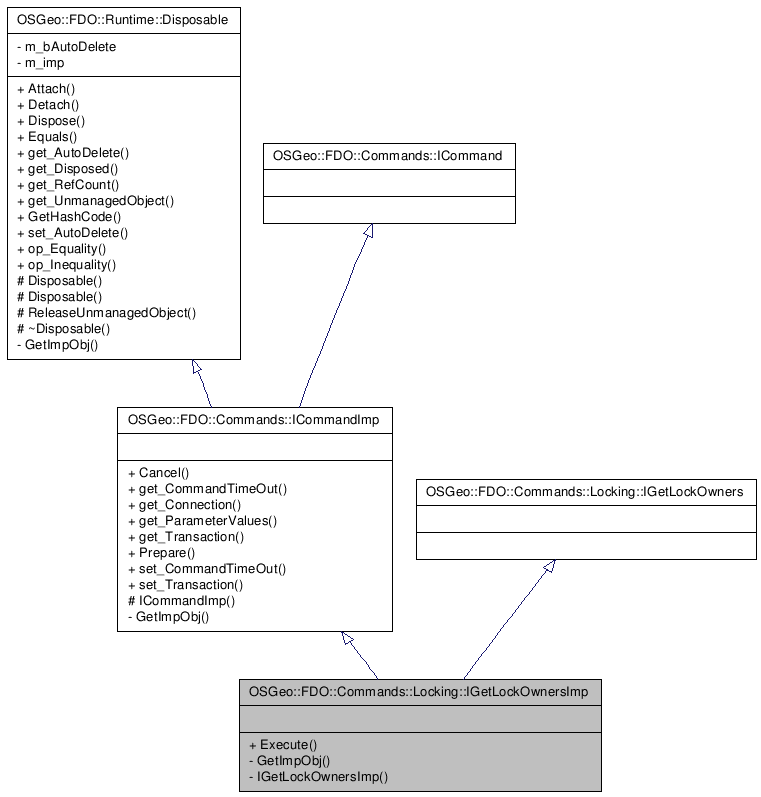 OSGeo::FDO::Runtime::Disposable
- m_bAutoDelete
- m_imp
+ Attach()
+ Detach()
+ Dispose()
+ Equals()
+ get_AutoDelete()
+ get_Disposed()
+ get_RefCount()
+ get_UnmanagedObject()
+ GetHashCode()
+ set_AutoDelete()
+ op_Equality()
+ op_Inequality()
# Disposable()
# Disposable()
# ReleaseUnmanagedObject()
# ~Disposable()
- GetImpObj()
OSGeo::FDO::Commands::ICommand
OSGeo::FDO::Commands::ICommandImp
+ Cancel()
+ get_CommandTimeOut()
+ get_Connection()
+ get_ParameterValues()
+ get_Transaction()
+ Prepare()
+ set_CommandTimeOut()
+ set_Transaction()
# ICommandImp()
- GetImpObj()
OSGeo::FDO::Commands::Locking::IGetLockOwners
OSGeo::FDO::Commands::Locking::IGetLockOwnersImp
+ Execute()
- GetImpObj()
- IGetLockOwnersImp()